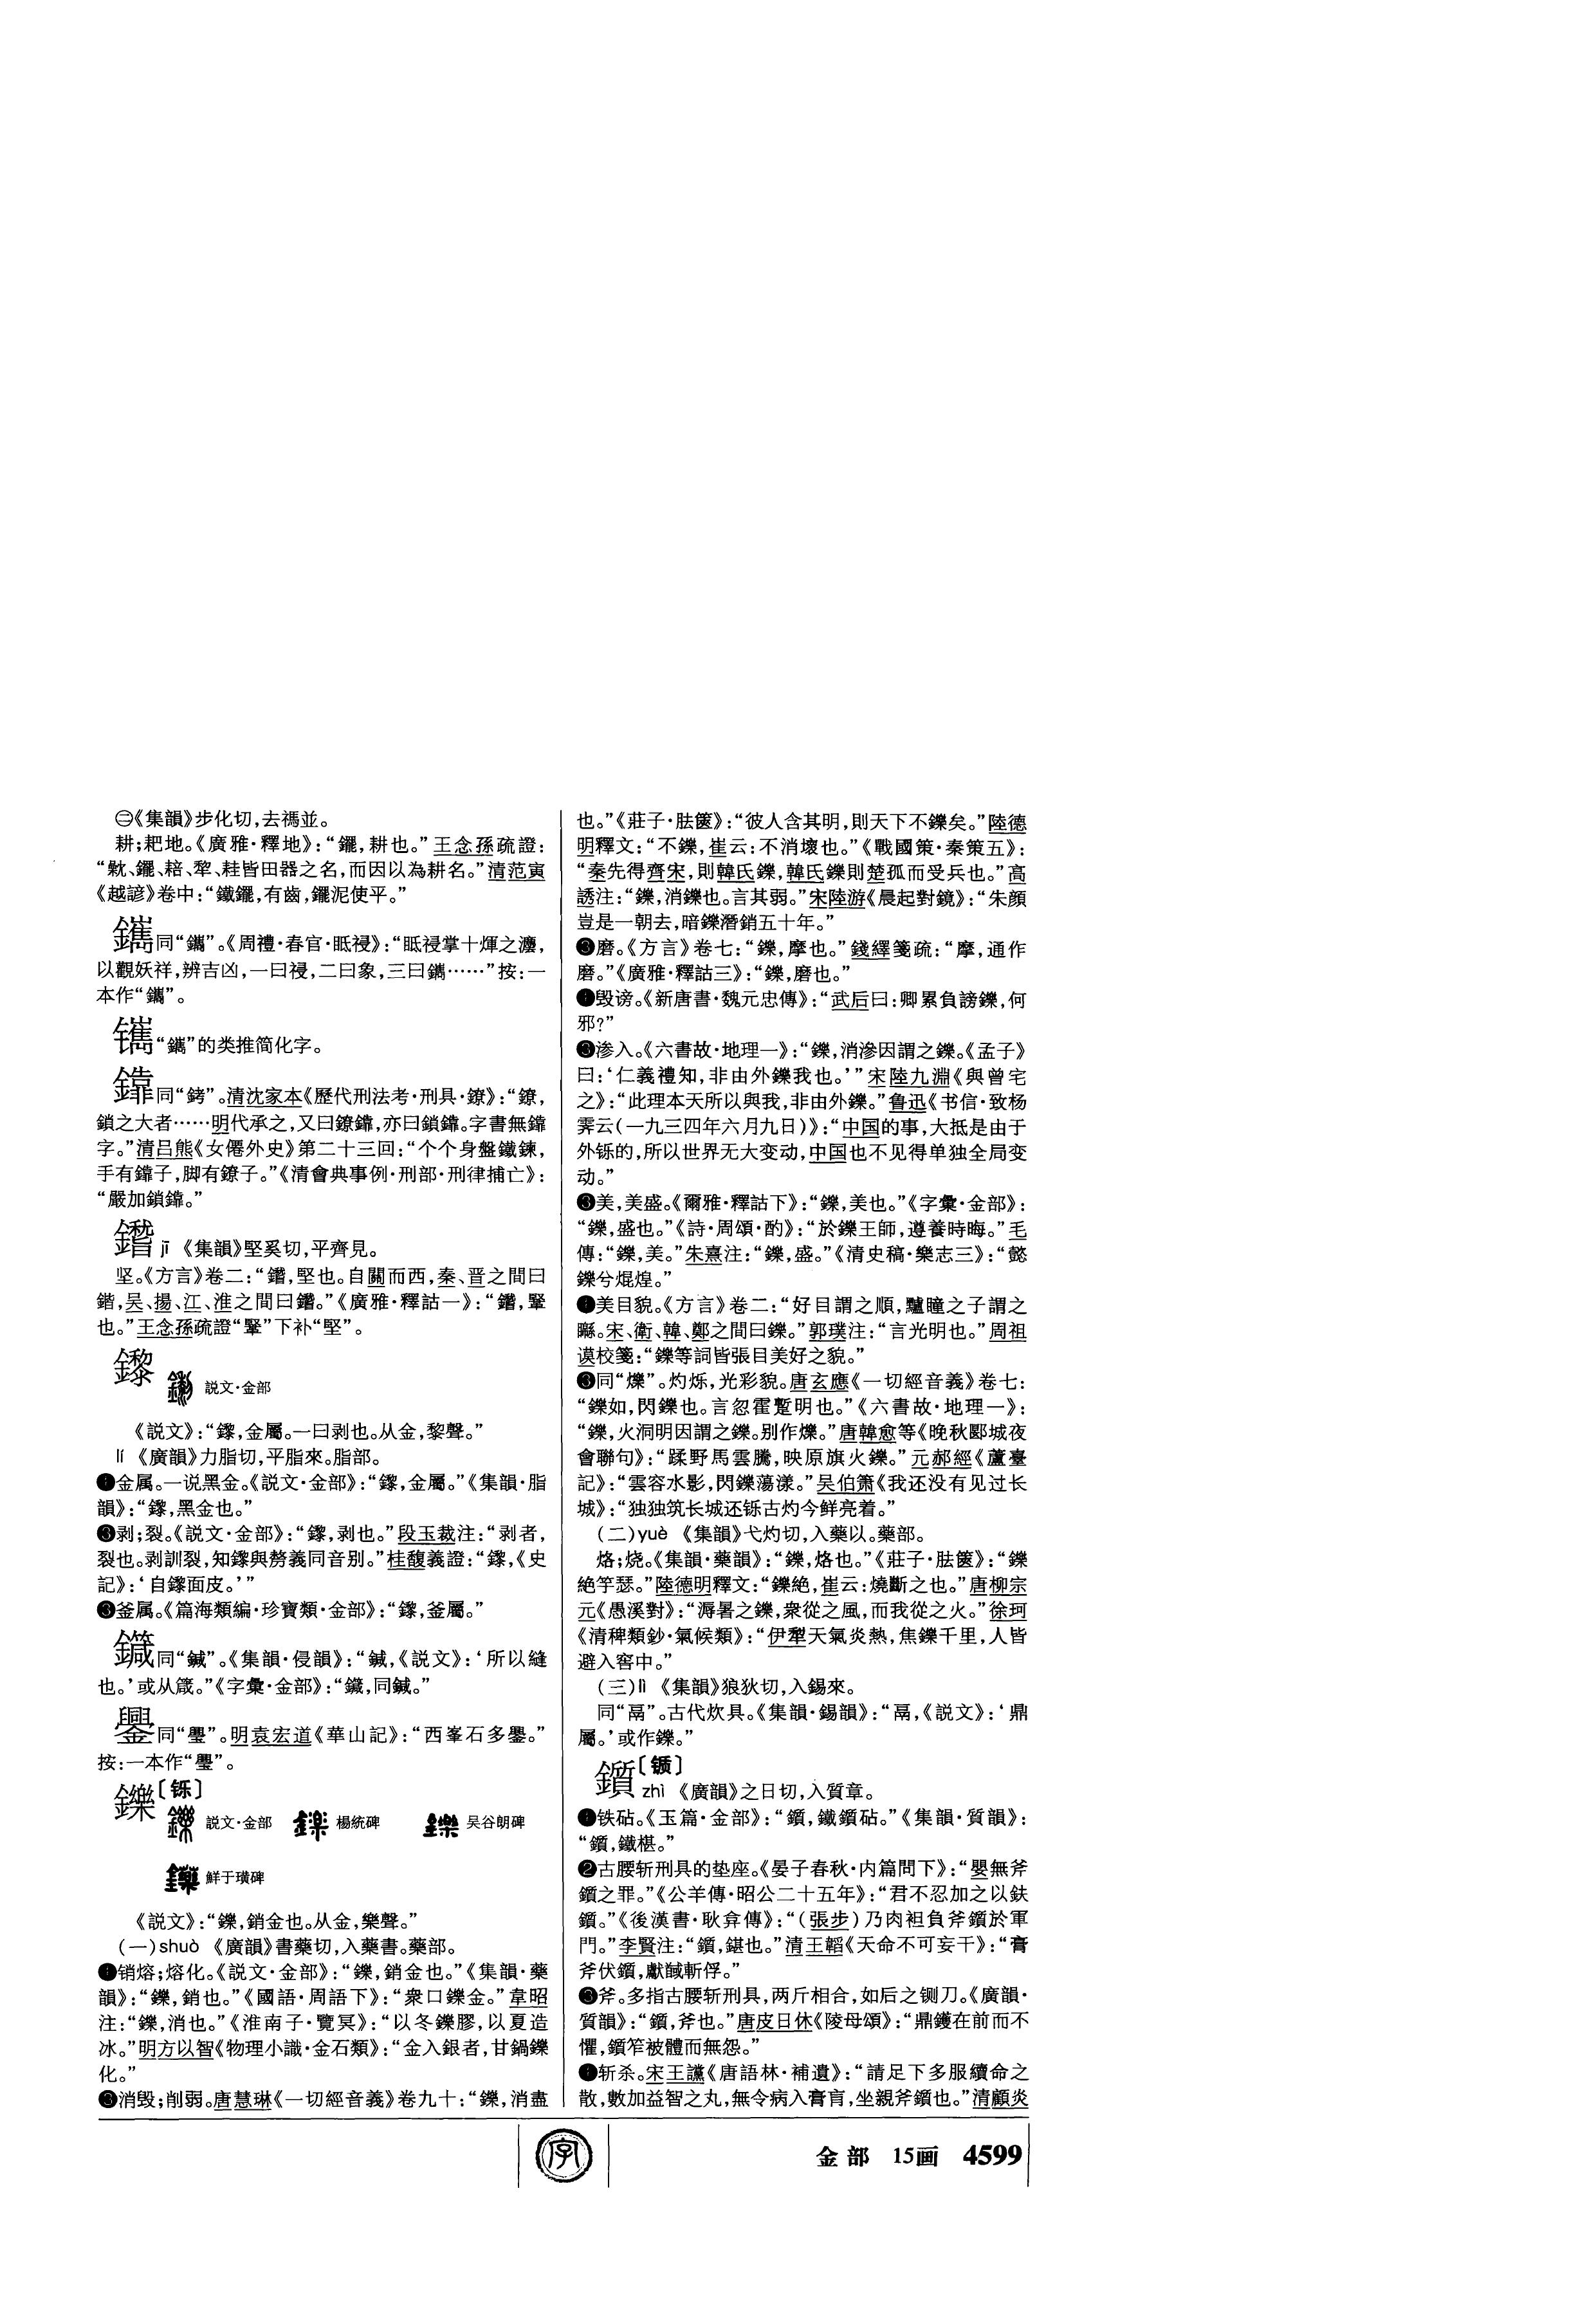 ㊁《集韻》步化切,去禡並。
耕;耙地。《廣雅·釋地》:“䥯,耕也。”王念孫疏證:
“䎱、䥯、䎧、犂、䎰皆田器之名,而因以為耕名。”清范寅
《越諺》卷中:“鐵䥯,有齒,䥯泥使平。”
鑴同“鑴”。《周禮·春官·眡祲》:“眡祲掌十煇之灋,
以觀妖祥,辨吉凶,一曰祲,二曰象,三曰鑴……”按:一
本作“鑴”。
“鑴”的类推简化字。
同“銬”。清沈家本《歷代刑法考·刑具·鐐》:“鐐,
鎖之大者……明代承之,又曰鐐鐣,亦曰鎖。字書無
字。”清吕熊《女僊外史》第二十三回:“个个身盤鐵鍊,
手有子,脚有鐐子。”《清會典事例·刑部·刑律捕亡》:
“嚴加鎖。”
jī 《集韻》堅奚切,平齊見。
坚。《方言》卷二:“,堅也。自關而西,秦、晋之間曰
鍇,吴、揚、江、淮之間曰。”《廣雅·釋詁一》:“,鞏
也。”王念孫疏證“”下补“堅”。
鑗 説文·金部
《説文》:“鑗,金屬。一曰剥也。从金,黎聲。”
lí 《廣韻》力脂切,平脂來。脂部。
❶金属。一说黑金。《説文·金部》:“鑗,金屬。”《集韻·脂
韻》:“鑗,黑金也。”
❷剥;裂。《説文·金部》:“鑗,剥也。”段玉裁注:“剥者,
裂也。剥訓裂,知鑗與剺義同音别。”桂馥義證:“鑗,《史
記》:‘自鑗面皮。’”
❸釜属。《篇海類編·珍寶類·金部》:“鑗,釜屬。”
同“鍼”。《集韻·侵韻》:“鍼,《説文》:‘所以縫
也。’或从箴。”《字彙·金部》:“,同鍼。”
同“璺”。明袁宏道《華山記》:“西峯石多。”
按:一本作“璺”。
鑠〔铄〕
説文·金部 楊統碑 吴谷朗碑
鮮于璜碑
《説文》:“鑠,銷金也。从金,樂聲。”
(一)shuò 《廣韻》書藥切,入藥書。藥部。
❶销熔;熔化。《説文·金部》:“鑠,銷金也。”《集韻·藥
韻》:“鑠,銷也。”《國語·周語下》:“衆口鑠金。”韋昭
注:“鑠,消也。”《淮南子·覽冥》:“以冬鑠膠,以夏造
冰。”明方以智《物理小識·金石類》:“金入銀者,甘鍋鑠
化。”
❷消毁;削弱。唐慧琳《一切經音義》卷九十:“鑠,消盡
也。”《莊子·胠篋》:“彼人含其明,則天下不鑠矣。”陸德
明釋文:“不鑠,崔云:不消壞也。”《戰國策·秦策五》:
“秦先得齊宋,則韓氏鑠,韓氏鑠則楚孤而受兵也。”高
誘注:“鑠,消鑠也。言其弱。”宋陸游《晨起對鏡》:“朱顔
豈是一朝去,暗鑠潛銷五十年。”
❸磨。《方言》卷七:“鑠,摩也。”錢繹箋疏:“摩,通作
磨。”《廣雅·釋詁三》:“鑠,磨也。”
❹毁谤。《新唐書·魏元忠傳》:“武后曰:卿累負謗鑠,何
邪?”
❺渗入。《六書故·地理一》:“鑠,消滲因謂之鑠。《孟子》
曰:‘仁義禮知,非由外鑠我也。’”宋陸九淵《與曾宅
之》:“此理本天所以與我,非由外鑠。”鲁迅《书信·致杨
霁云(一九三四年六月九日)》:“中国的事,大抵是由于
外铄的,所以世界无大变动,中国也不见得单独全局变
动。”
❻美,美盛。《爾雅·釋詁下》:“鑠,美也。”《字彙·金部》:
“鑠,盛也。”《詩·周頌·酌》:“於鑠王師,遵養時晦。”毛
傳:“鑠,美。”朱熹注:“鑠,盛。”《清史稿·樂志三》:“懿
鑠兮焜煌。”
❼美目貌。《方言》卷二:“好目謂之順,驢瞳之子謂之
䁙。宋、衛、韓、鄭之間曰鑠。”郭璞注:“言光明也。”周祖
谟校箋:“鑠等詞皆張目美好之貌。”
❽同“爍”。灼烁,光彩貌。唐玄應《一切經音義》卷七:
“鑠如,閃鑠也。言忽霍蹔明也。”《六書故·地理一》:
“鑠,火洞明因謂之鑠。别作爍。”唐韓愈等《晚秋郾城夜
會聯句》:“蹂野馬雲騰,映原旗火鑠。”元郝經《蘆臺
記》:“雲容水影,閃鑠蕩漾。”吴伯箫《我还没有见过长
城》:“独独筑长城还铄古灼今鲜亮着。”
(二)yuè 《集韻》弋灼切,入藥以。藥部。
烙;烧。《集韻·藥韻》:“鑠,烙也。”《莊子·胠篋》:“鑠
絶竽瑟。”陸德明釋文:“鑠絶,崔云:燒斷之也。”唐柳宗
元《愚溪對》:“溽暑之鑠,衆從之風,而我從之火。”徐珂
《清稗類鈔·氣候類》:“伊犂天氣炎熱,焦鑠千里,人皆
避入窖中。”
(三)lì 《集韻》狼狄切,入錫來。
同“鬲”。古代炊具。《集韻·錫韻》:“鬲,《説文》:‘鼎
屬。’或作鑠。”
鑕〔锧〕
zhì 《廣韻》之日切,入質章。
❶铁砧。《玉篇·金部》:“鑕,鐵鑕砧。”《集韻·質韻》:
“鑕,鐵椹。”
❷古腰斩刑具的垫座。《晏子春秋·内篇問下》:“嬰無斧
鑕之罪。”《公羊傳·昭公二十五年》:“君不忍加之以鈇
鑕。”《後漢書·耿弇傳》:“(張步)乃肉袒負斧鑕於軍
門。”李賢注:“鑕,鍖也。”清王韜《天命不可妄干》:“膏
斧伏鑕,獻馘斬俘。”
❸斧。多指古腰斩刑具,两斤相合,如后之铡刀。《廣韻·
質韻》:“鑕,斧也。”唐皮日休《陵母頌》:“鼎鑊在前而不
懼,鑕笮被體而無怨。”
❹斩杀。宋王讜《唐語林·補遺》:“請足下多服續命之
散,數加益智之丸,無令病入膏肓,坐親斧鑕也。”清顧炎
字 金部 15画 4599